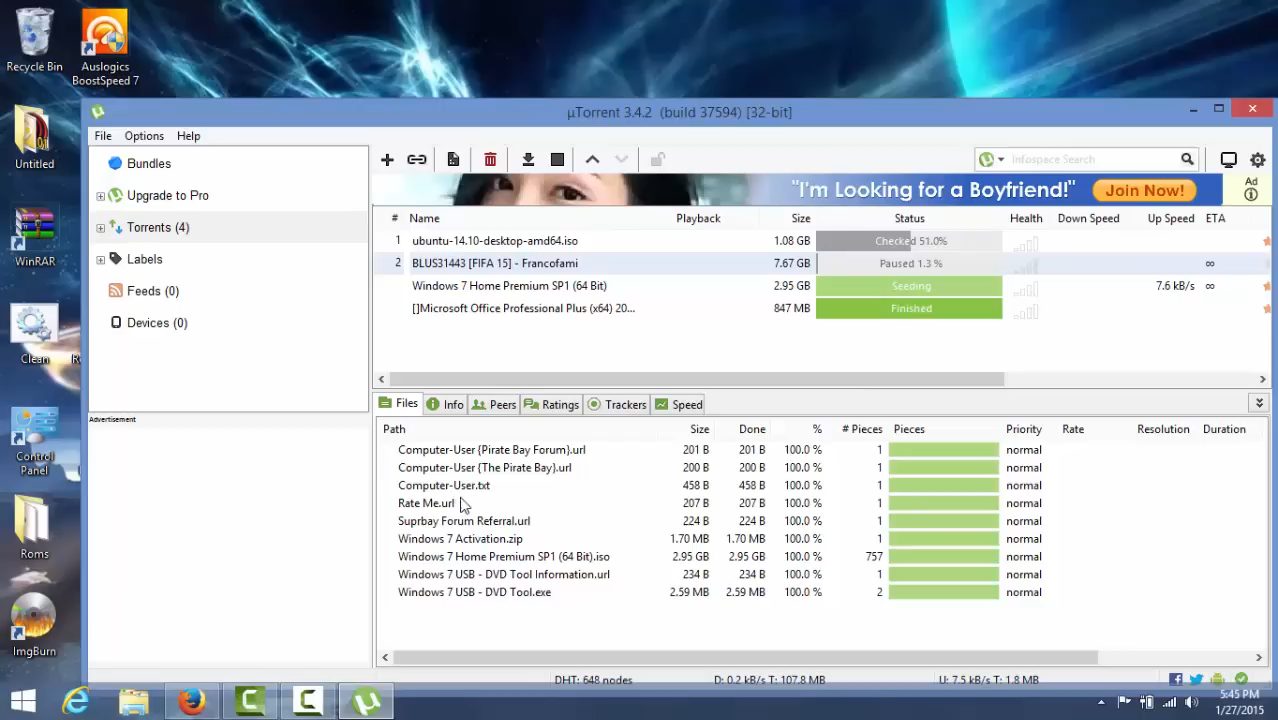 Recycle Bin
Auslogics
BoostSpeed 7
Untitled
WinRAR
Clean
Control
Panel
Roms
ImgBurn
µTorrent 3.4.2 (build 37594) [32-bit]
File Options Help
Bundles
Upgrade to Pro
Torrents (4)
Labels
Feeds (0)
Devices (0)
Advertisement
Infospace Search
"I'm Looking for a Boyfriend!" Join Now! Ad
# Name Playback Size Status Health Down Speed Up Speed ETA
1 ubuntu-14.10-desktop-amd64.iso 1.08 GB Checked 51.0%
2 BLUS31443 [FIFA 15] - Francofami 7.67 GB Paused 1.3 % ∞
Windows 7 Home Premium SP1 (64 Bit) 2.95 GB Seeding 7.6 kB/s ∞
[]Microsoft Office Professional Plus (x64) 20... 847 MB Finished
Files Info Peers Ratings Trackers Speed
Path Size Done % # Pieces Pieces Priority Rate Resolution Duration
Computer-User {Pirate Bay Forum}.url 201 B 201 B 100.0 % 1 normal
Computer-User {The Pirate Bay}.url 200 B 200 B 100.0 % 1 normal
Computer-User.txt 458 B 458 B 100.0 % 1 normal
Rate Me.url 207 B 207 B 100.0 % 1 normal
Suprbay Forum Referral.url 224 B 224 B 100.0 % 1 normal
Windows 7 Activation.zip 1.70 MB 1.70 MB 100.0 % 1 normal
Windows 7 Home Premium SP1 (64 Bit).iso 2.95 GB 2.95 GB 100.0 % 757 normal
Windows 7 USB - DVD Tool Information.url 234 B 234 B 100.0 % 1 normal
Windows 7 USB - DVD Tool.exe 2.59 MB 2.59 MB 100.0 % 2 normal
DHT: 648 nodes D: 0.2 kB/s T: 107.8 MB U: 7.5 kB/s T: 1.8 MB
5:45 PM
1/27/2015